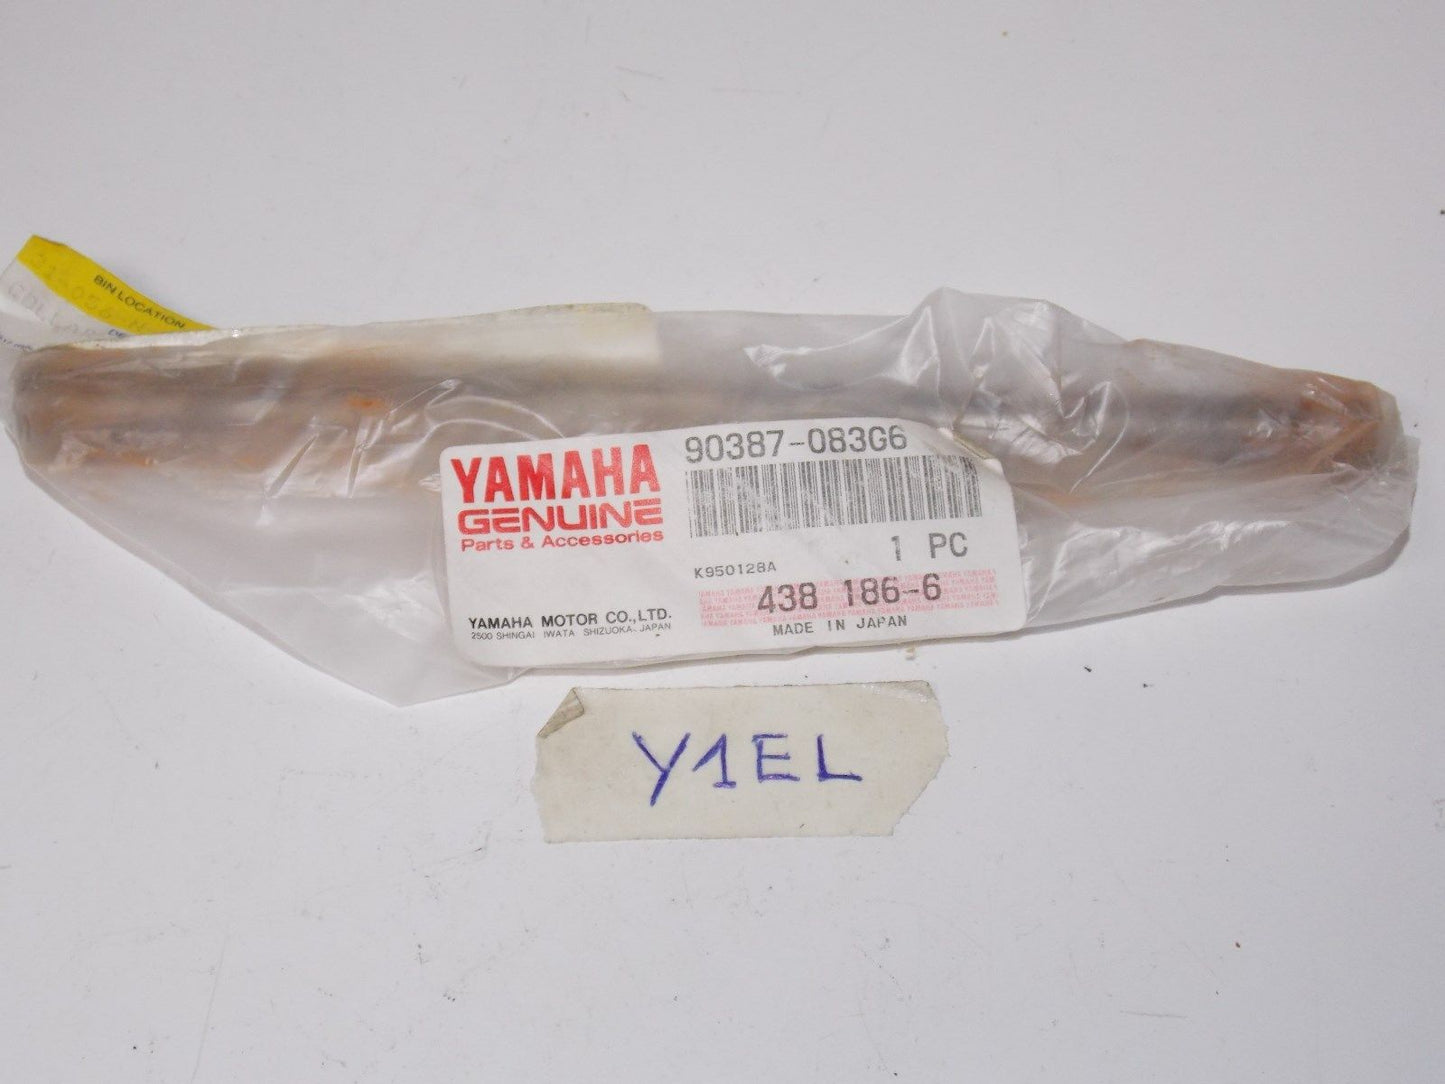 BIN LOCATION
COLLAR
YAMAHA
GENUINE
Parts & Accessories
90387-083G6
1 PC
K950128A
438 186-6
MADE IN JAPAN
YAMAHA MOTOR CO.,LTD.
2500 SHINGAI IWATA SHIZUOKA. JAPAN
Y1EL